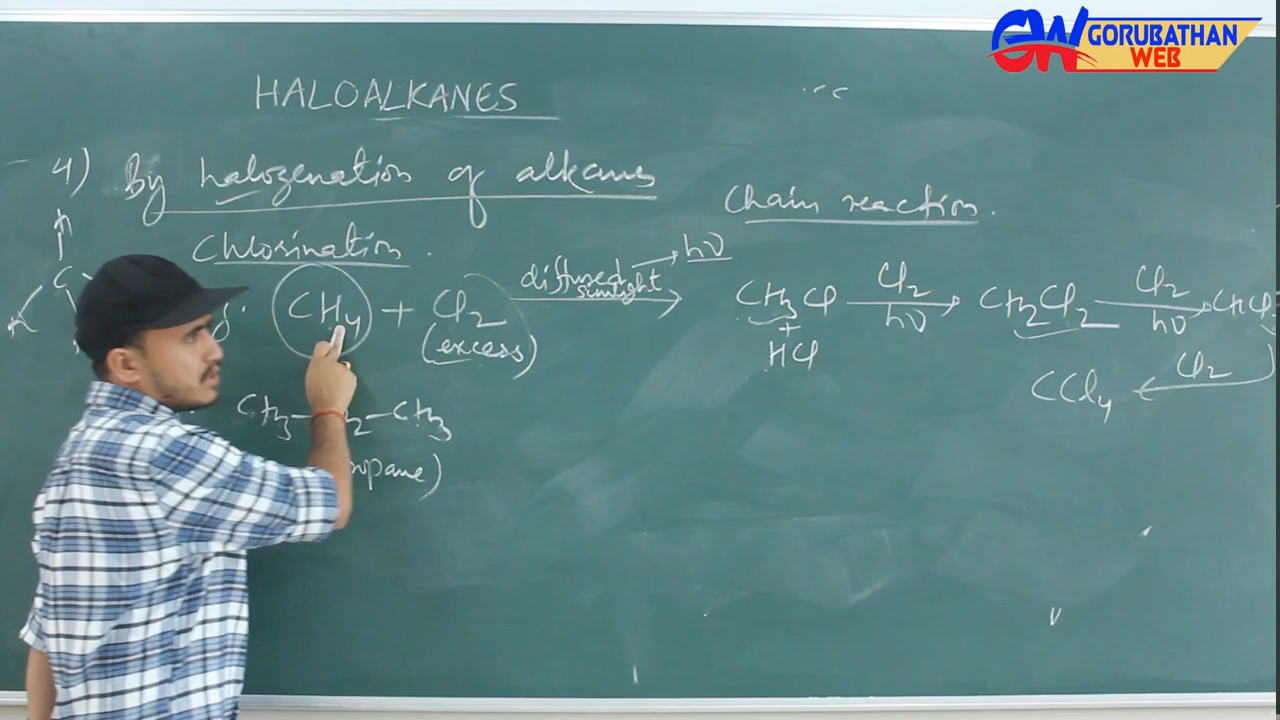 GORUBATHAN
WEB
HALOALKANES
4) By halogenation of alkanes
Chain reaction.
Chlorination.
CH4 + Cl2 (excess) diffused sunlight → hν
CH3Cl + HCl
Cl2 hν
CH2Cl2
Cl2 hν
CCl4
Cl2
CH3 2 - CH3